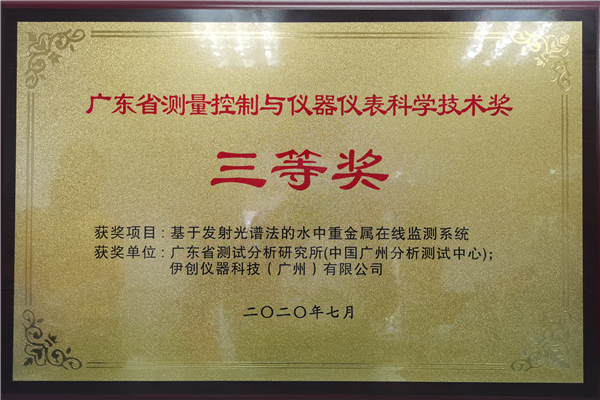 广东省测量控制与仪器仪表科学技术奖
三等奖
获奖项目：基于发射光谱法的水中重金属在线监测系统
获奖单位：广东省测试分析研究所(中国广州分析测试中心)；
伊创仪器科技（广州）有限公司
二〇二〇年七月